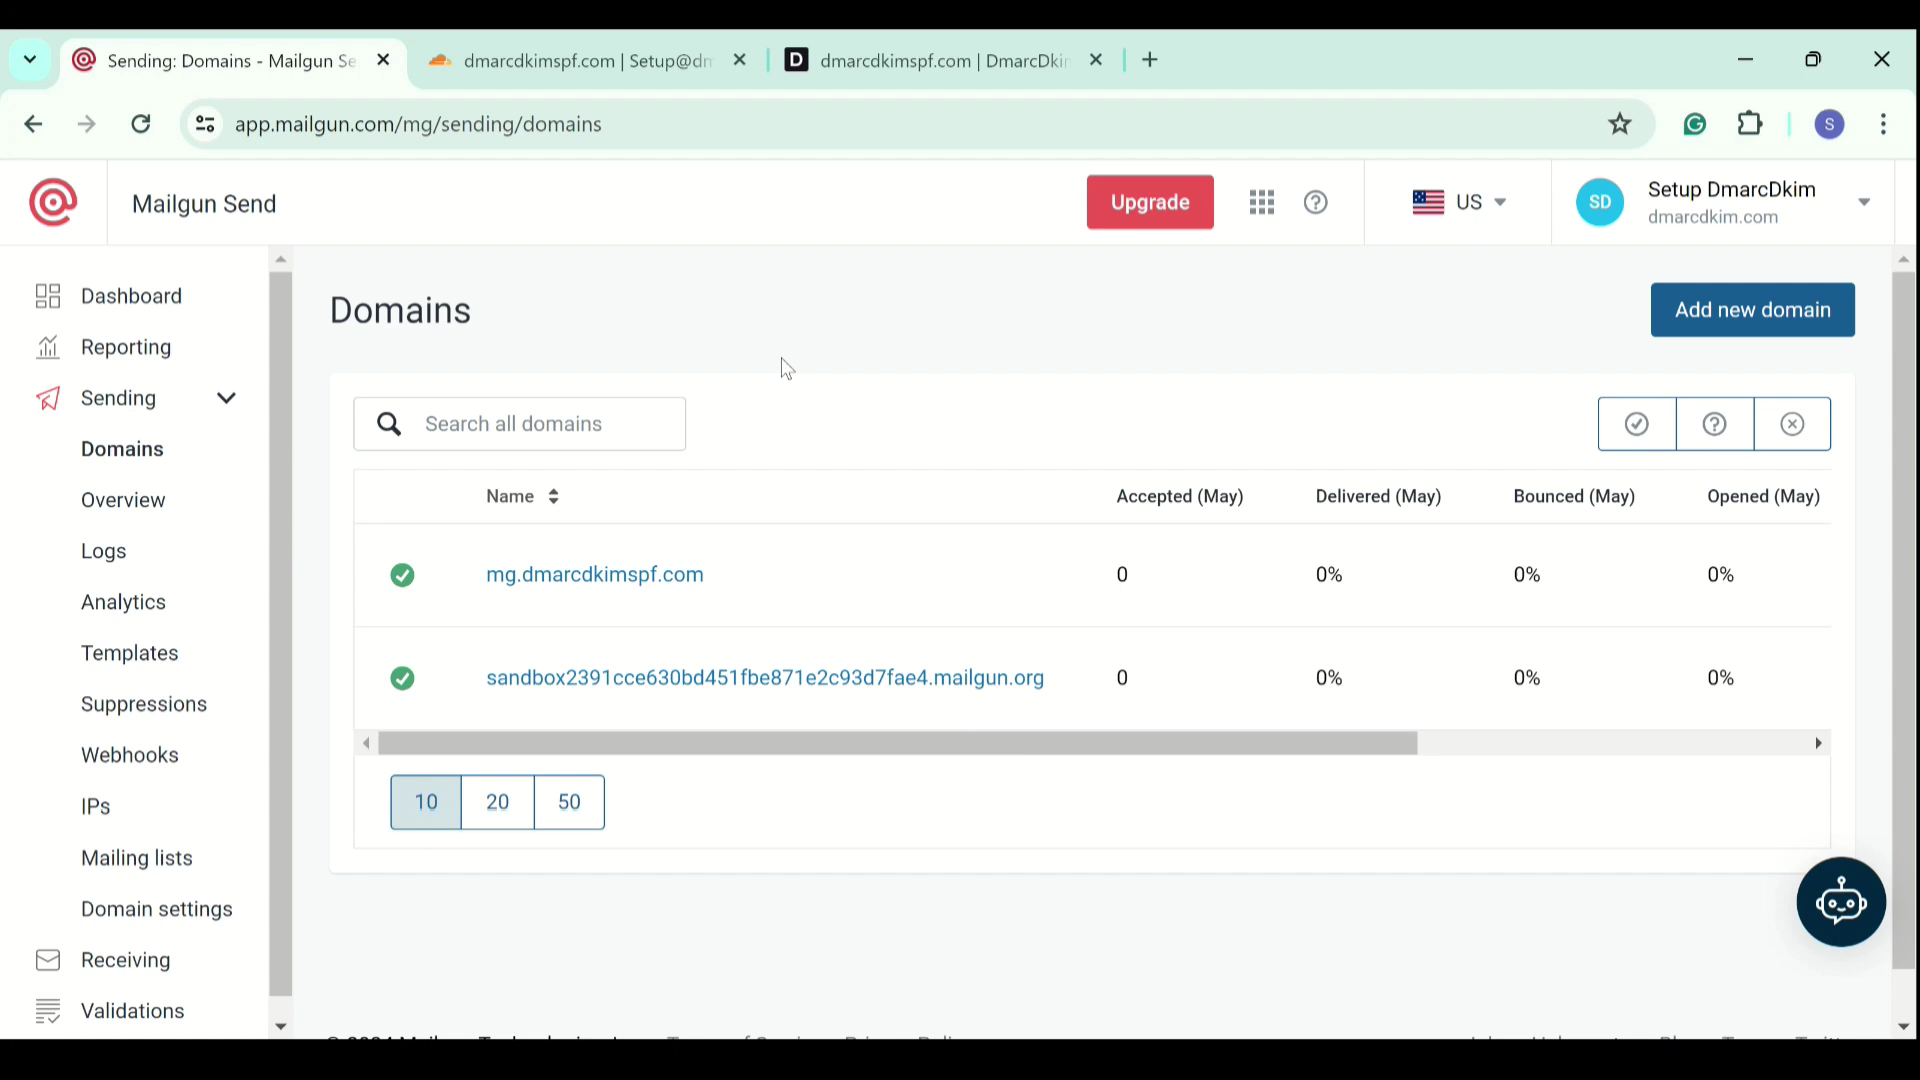 Sending: Domains - Mailgun Se
dmarcdkimspf.com | Setup@dm
D dmarcdkimspf.com | DmarcDkin
app.mailgun.com/mg/sending/domains
S
Mailgun Send
Upgrade
US
SD
Setup DmarcDkim
dmarcdkim.com
Dashboard
Reporting
Sending
Domains
Overview
Logs
Analytics
Templates
Suppressions
Webhooks
IPs
Mailing lists
Domain settings
Receiving
Validations
Domains
Add new domain
Search all domains
Name Accepted (May) Delivered (May) Bounced (May) Opened (May)
mg.dmarcdkimspf.com 0 0% 0% 0%
sandbox2391cce630bd451fbe871e2c93d7fae4.mailgun.org 0 0% 0% 0%
10 20 50